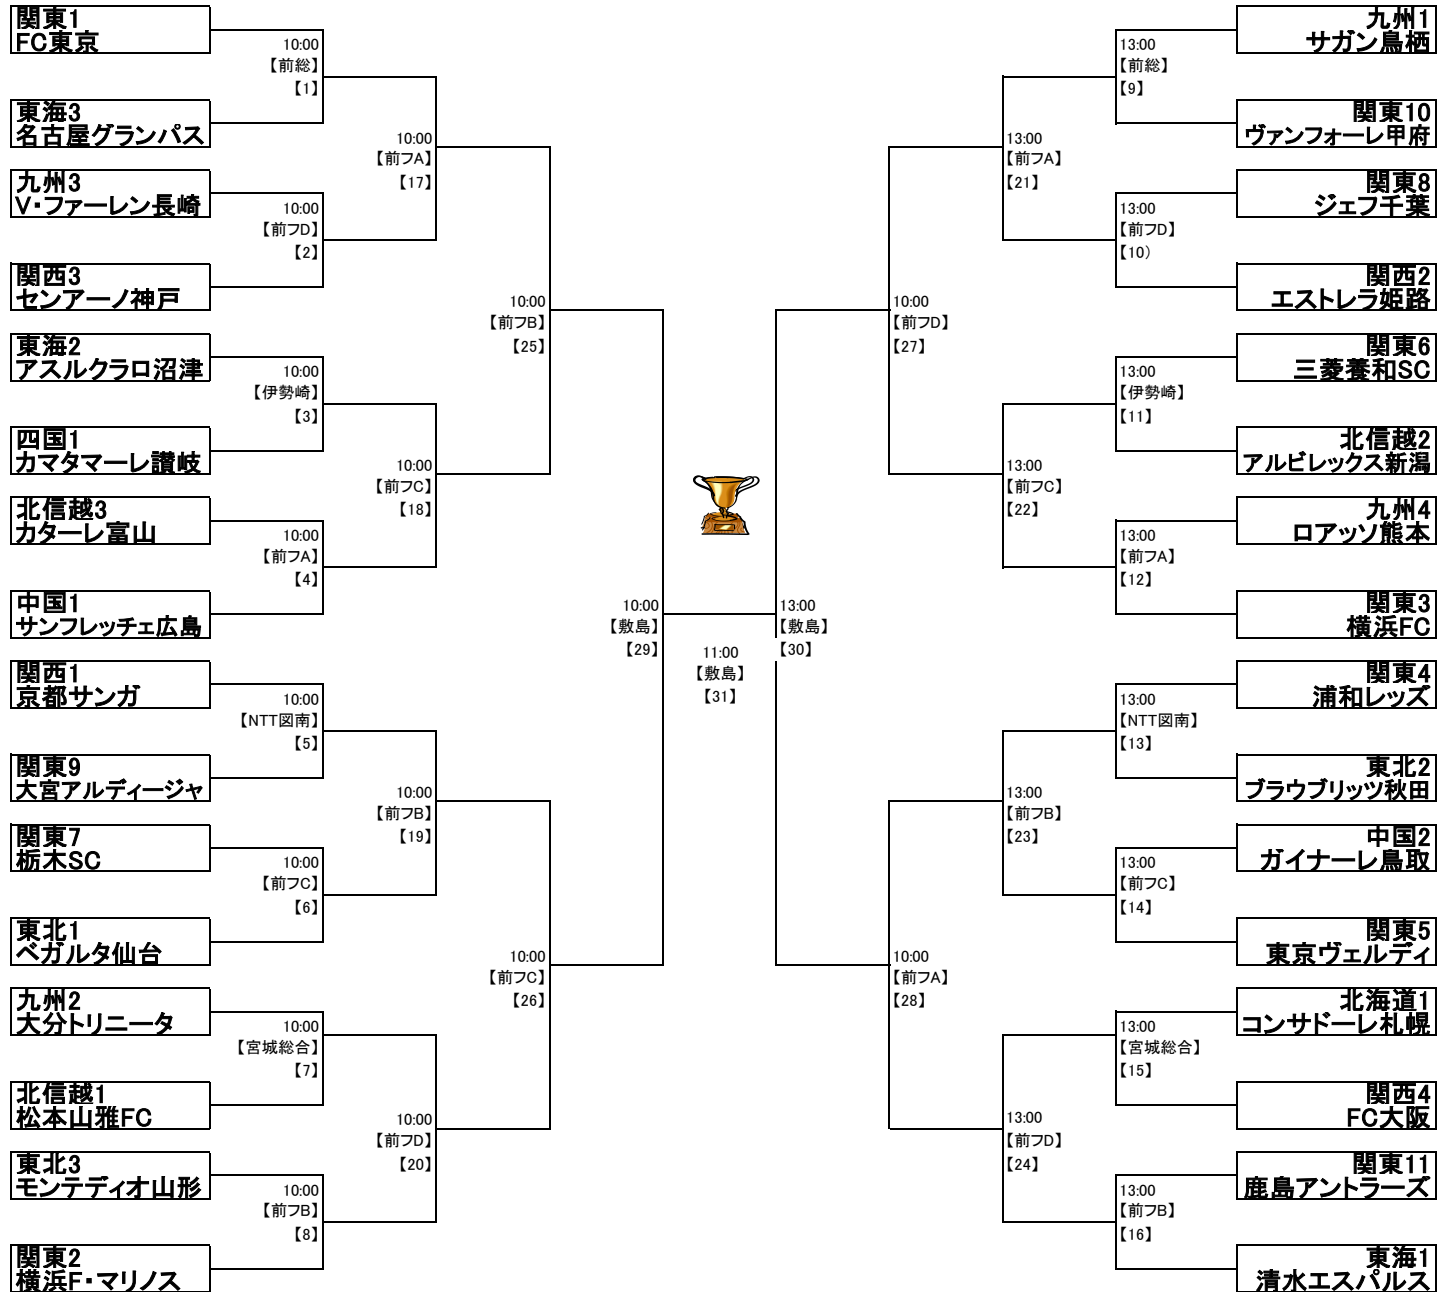 関東1
FC東京
10:00
【前総】
【1】
東海3
名古屋グランパス
10:00
【前フA】
【17】
九州3
V・ファーレン長崎
10:00
【前フD】
【2】
関西3
センアーノ神戸
10:00
【前フB】
【25】
東海2
アスルクラロ沼津
10:00
【伊勢崎】
【3】
四国1
カマタマーレ讃岐
10:00
【前フC】
【18】
北信越3
カターレ富山
10:00
【前フA】
【4】
中国1
サンフレッチェ広島
10:00
【敷島】
【29】
関西1
京都サンガ
10:00
【NTT図南】
【5】
関東9
大宮アルディージャ
10:00
【前フB】
【19】
関東7
栃木SC
10:00
【前フC】
【6】
東北1
ベガルタ仙台
10:00
【前フC】
【26】
九州2
大分トリニータ
10:00
【宮城総合】
【7】
北信越1
松本山雅FC
10:00
【前フD】
【20】
東北3
モンテディオ山形
10:00
【前フB】
【8】
関東2
横浜F・マリノス
11:00
【敷島】
【31】
九州1
サガン鳥栖
13:00
【前総】
【9】
関東10
ヴァンフォーレ甲府
13:00
【前フA】
【21】
関東8
ジェフ千葉
13:00
【前フD】
【10）
関西2
エストレラ姫路
10:00
【前フD】
【27】
関東6
三菱養和SC
13:00
【伊勢崎】
【11】
北信越2
アルビレックス新潟
13:00
【前フC】
【22】
九州4
ロアッソ熊本
13:00
【前フA】
【12】
関東3
横浜FC
13:00
【敷島】
【30】
関東4
浦和レッズ
13:00
【NTT図南】
【13】
東北2
ブラウブリッツ秋田
13:00
【前フB】
【23】
中国2
ガイナーレ鳥取
13:00
【前フC】
【14】
関東5
東京ヴェルディ
10:00
【前フA】
【28】
北海道1
コンサドーレ札幌
13:00
【宮城総合】
【15】
関西4
FC大阪
13:00
【前フD】
【24】
関東11
鹿島アントラーズ
13:00
【前フB】
【16】
東海1
清水エスパルス